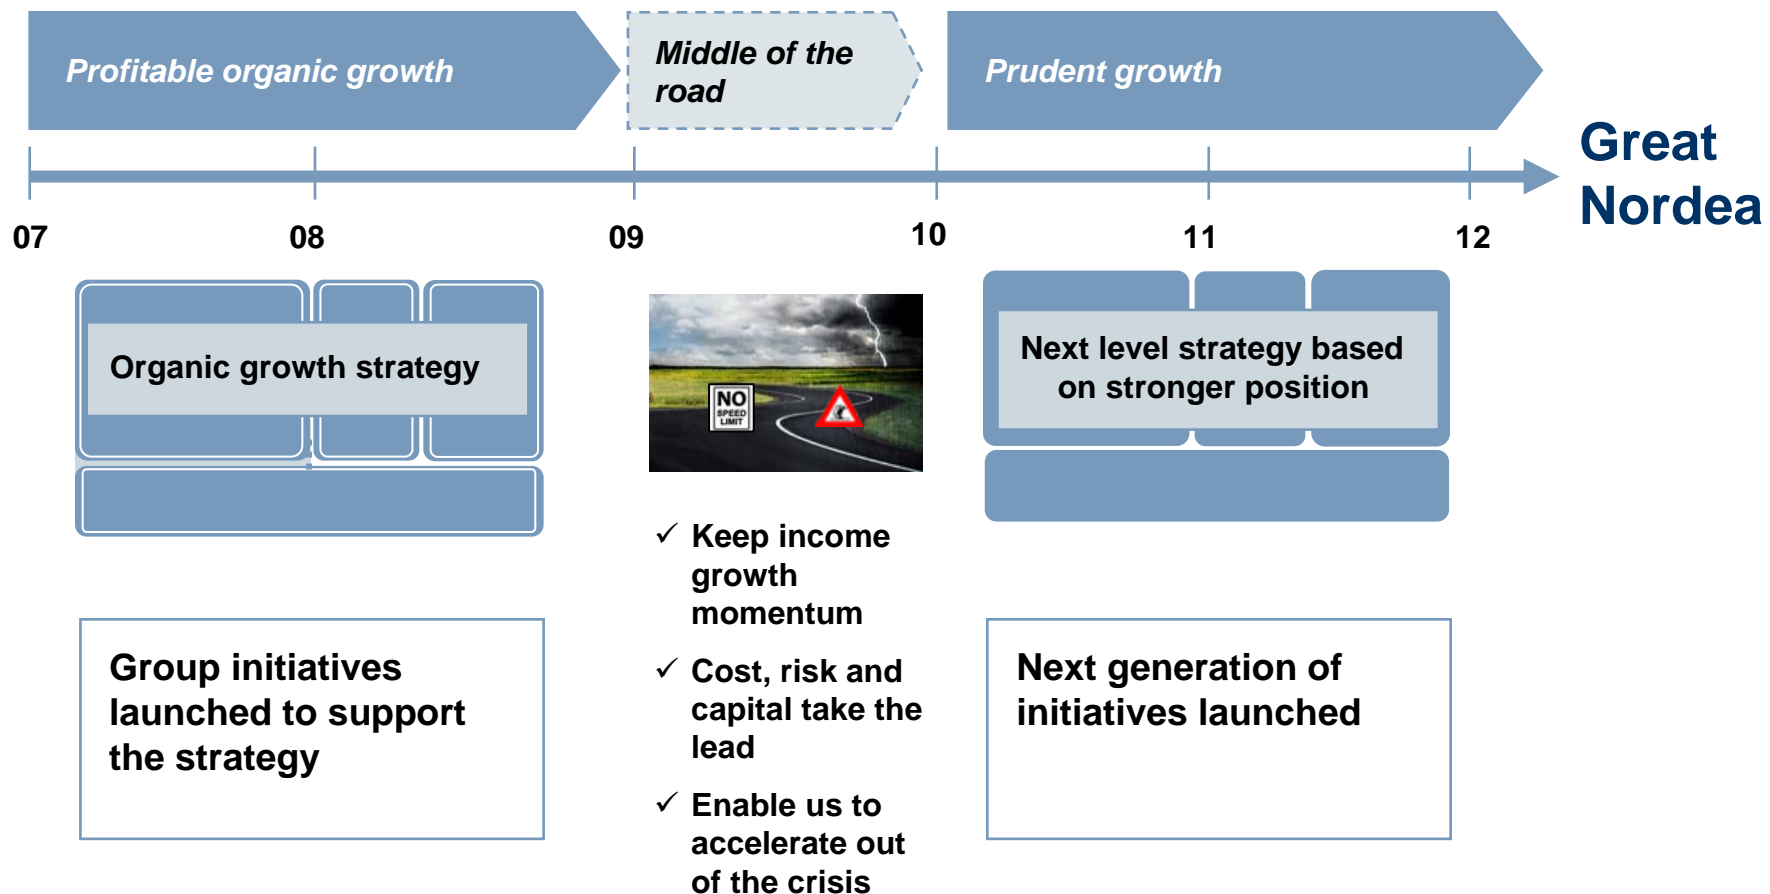 Profitable organic growth
Middle of the
road
Prudent growth
Great
Nordea
07
08
09
10
11
12
Organic growth strategy
NO
SPEED
LIMIT
Next level strategy based
on stronger position
✓ Keep income
growth
momentum
✓ Cost, risk and
capital take the
lead
✓ Enable us to
accelerate out
of the crisis
Group initiatives
launched to support
the strategy
Next generation of
initiatives launched